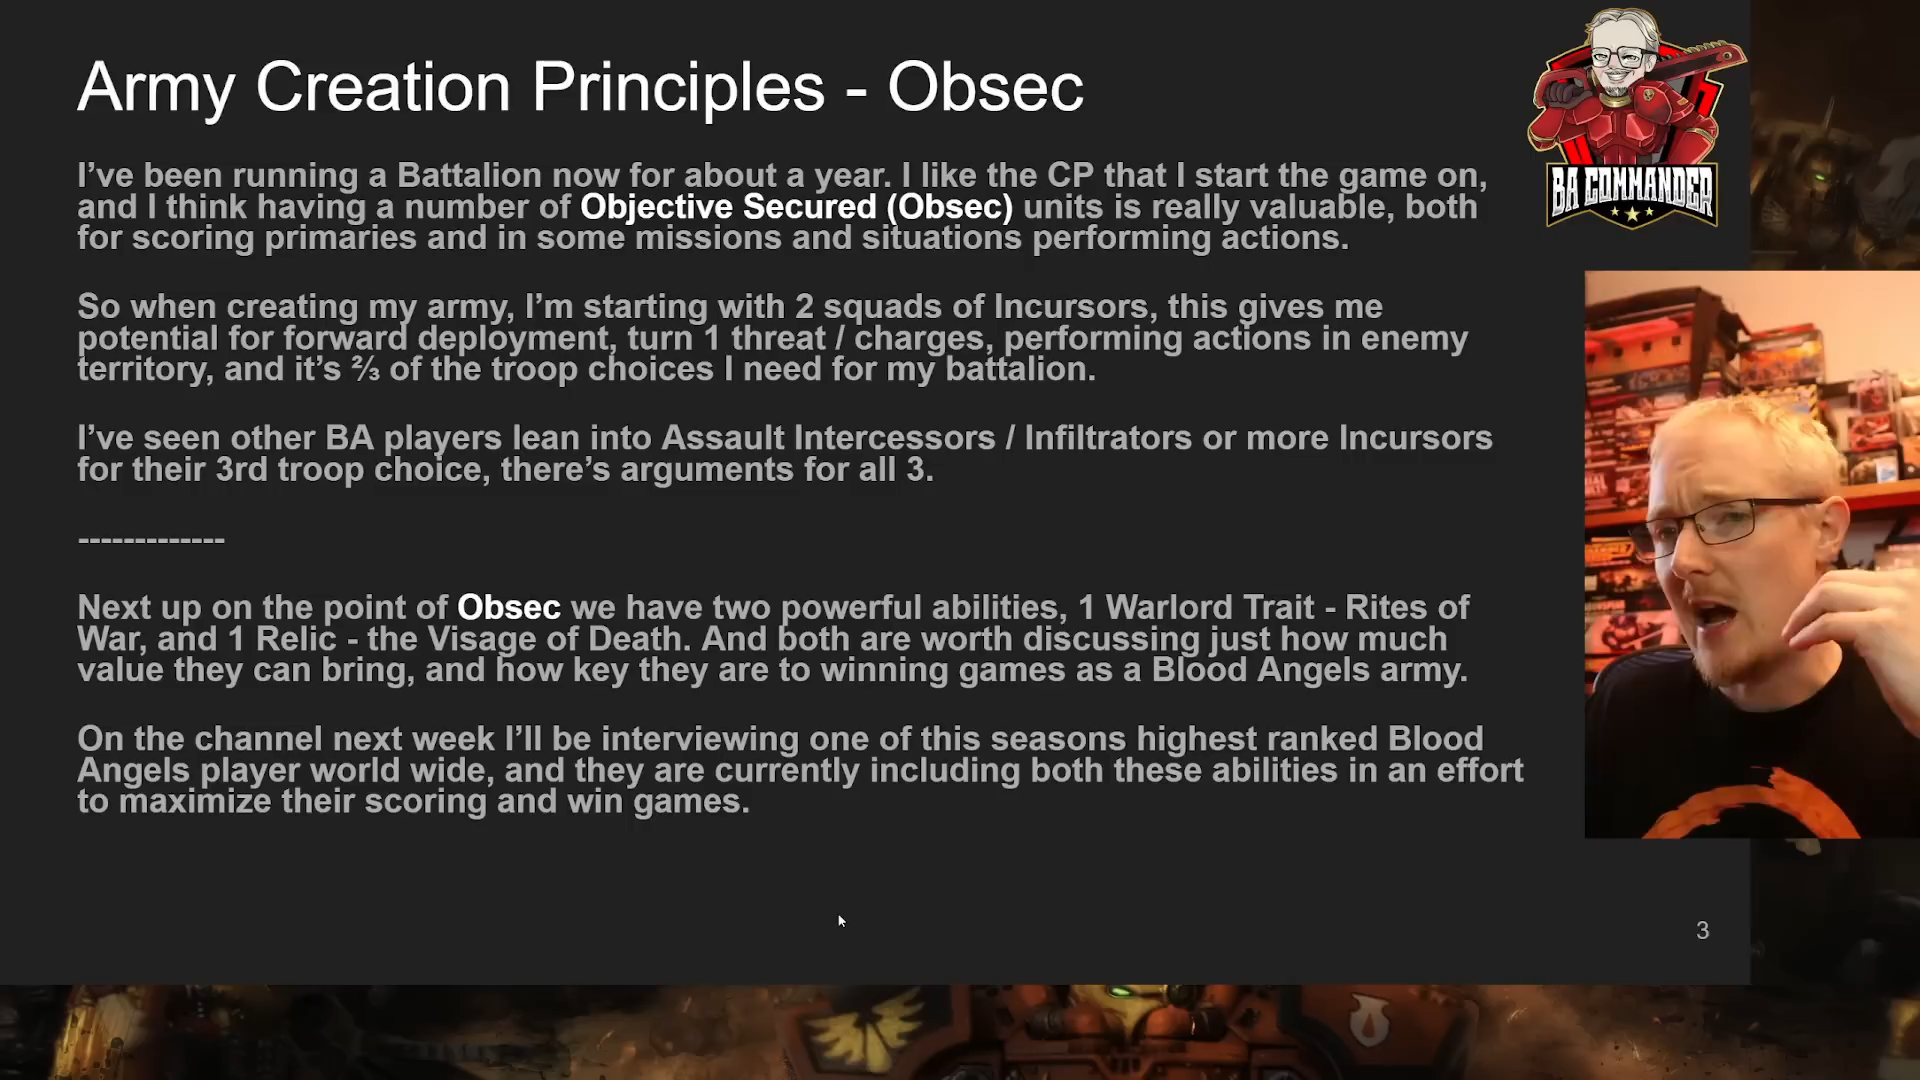 Army Creation Principles - Obsec
I've been running a Battalion now for about a year. I like the CP that I start the game on,
and I think having a number of Objective Secured (Obsec) units is really valuable, both
for scoring primaries and in some missions and situations performing actions.
So when creating my army, I'm starting with 2 squads of Incursors, this gives me
potential for forward deployment, turn 1 threat / charges, performing actions in enemy
territory, and it's ⅔ of the troop choices I need for my battalion.
I've seen other BA players lean into Assault Intercessors / Infiltrators or more Incursors
for their 3rd troop choice, there's arguments for all 3.
-------------
Next up on the point of Obsec we have two powerful abilities, 1 Warlord Trait - Rites of
War, and 1 Relic - the Visage of Death. And both are worth discussing just how much
value they can bring, and how key they are to winning games as a Blood Angels army.
On the channel next week I'll be interviewing one of this seasons highest ranked Blood
Angels player world wide, and they are currently including both these abilities in an effort
to maximize their scoring and win games.
BA COMMANDER
3